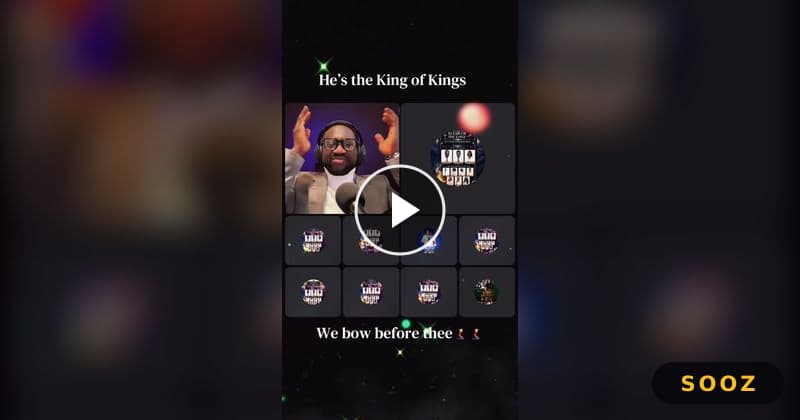 He's the King of Kings
We bow before thee 🧎🏾‍♂️ 🧎🏾‍♂️
SOOZ